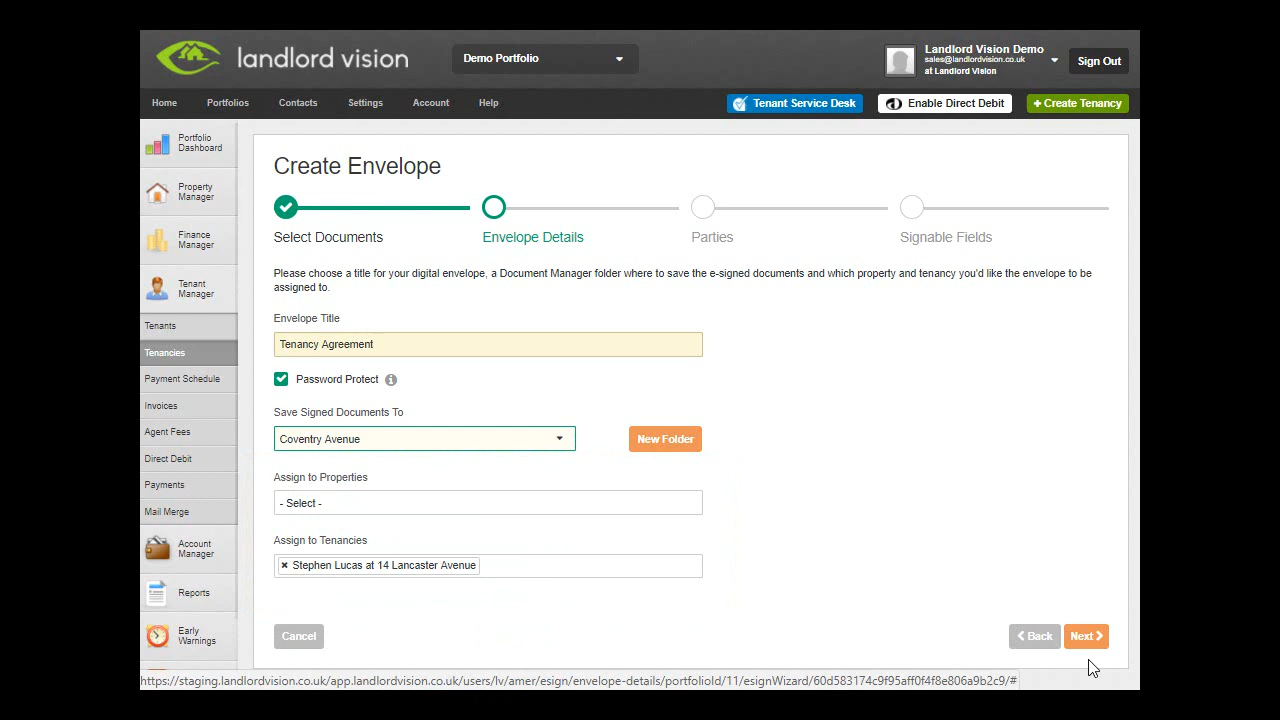 landlord vision
Demo Portfolio
Landlord Vision Demo
sales@landlordvision.co.uk
at Landlord Vision
Sign Out
Home Portfolios Contacts Settings Account Help
Tenant Service Desk
Enable Direct Debit
+ Create Tenancy
Portfolio
Dashboard
Property
Manager
Finance
Manager
Tenant
Manager
Tenants
Tenancies
Payment Schedule
Invoices
Agent Fees
Direct Debit
Payments
Mail Merge
Account
Manager
Reports
Early
Warnings
Create Envelope
Select Documents Envelope Details Parties Signable Fields
Please choose a title for your digital envelope, a Document Manager folder where to save the e-signed documents and which property and tenancy you'd like the envelope to be
assigned to.
Envelope Title
Tenancy Agreement
Password Protect
Save Signed Documents To
Coventry Avenue
New Folder
Assign to Properties
- Select -
Assign to Tenancies
× Stephen Lucas at 14 Lancaster Avenue
Cancel
Back
Next
https://staging.landlordvision.co.uk/app.landlordvision.co.uk/users/lv/amer/esign/envelope-details/portfolioId/11/esignWizard/60d583174c9f95aff0f4f8e806a9b2c9/#